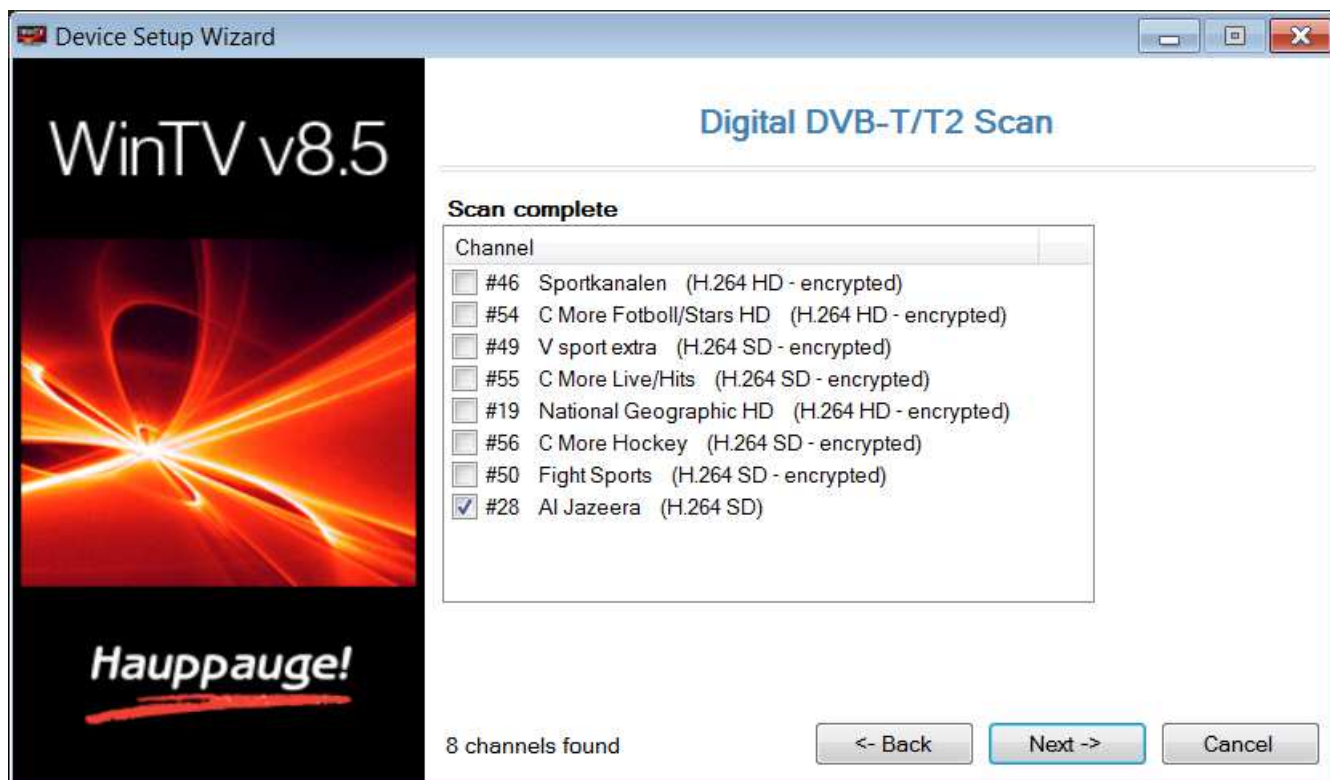 Device Setup Wizard
WinTV v8.5
Hauppauge!
Digital DVB-T/T2 Scan
Scan complete
Channel
#46 Sportkanalen (H.264 HD - encrypted)
#54 C More Fotboll/Stars HD (H.264 HD - encrypted)
#49 V sport extra (H.264 SD - encrypted)
#55 C More Live/Hits (H.264 SD - encrypted)
#19 National Geographic HD (H.264 HD - encrypted)
#56 C More Hockey (H.264 SD - encrypted)
#50 Fight Sports (H.264 SD - encrypted)
#28 Al Jazeera (H.264 SD)
8 channels found
<- Back Next -> Cancel